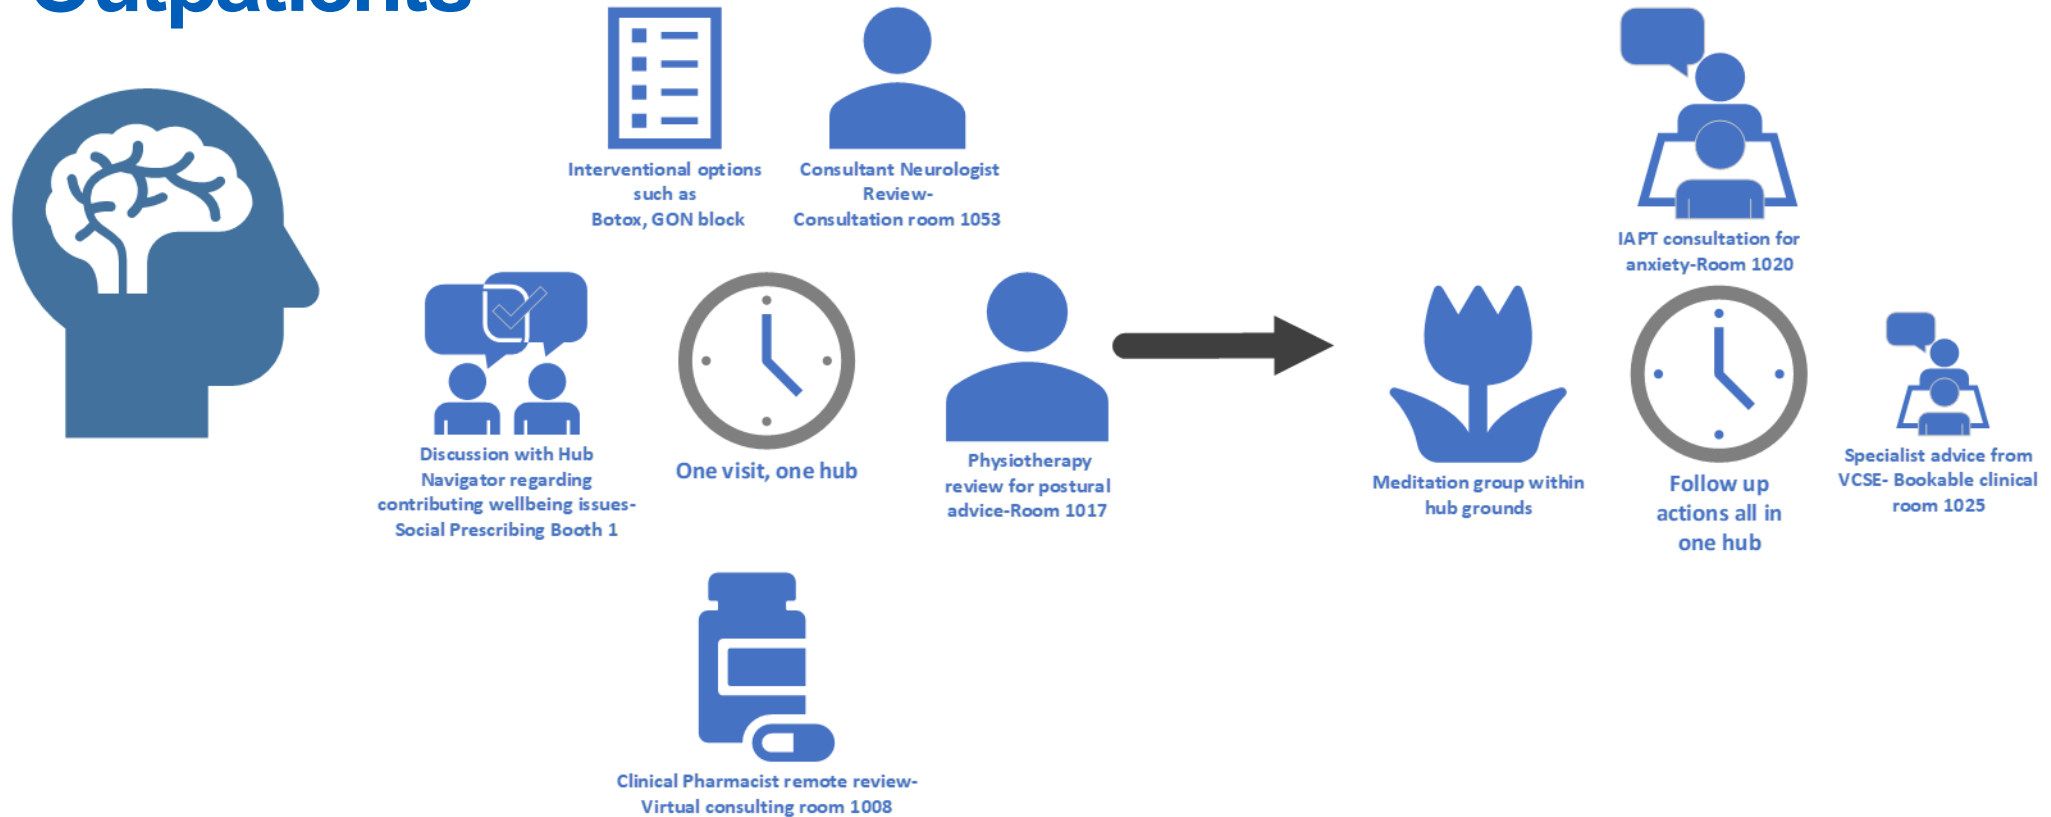 Outpatients
Interventional options
such as
Botox, GON block
Consultant Neurologist
Review-
Consultation room 1053
Discussion with Hub
Navigator regarding
contributing wellbeing issues-
Social Prescribing Booth 1
One visit, one hub
Physiotherapy
review for postural
advice-Room 1017
Clinical Pharmacist remote review-
Virtual consulting room 1008
IAPT consultation for
anxiety-Room 1020
Meditation group within
hub grounds
Follow up
actions all in
one hub
Specialist advice from
VCSE- Bookable clinical
room 1025